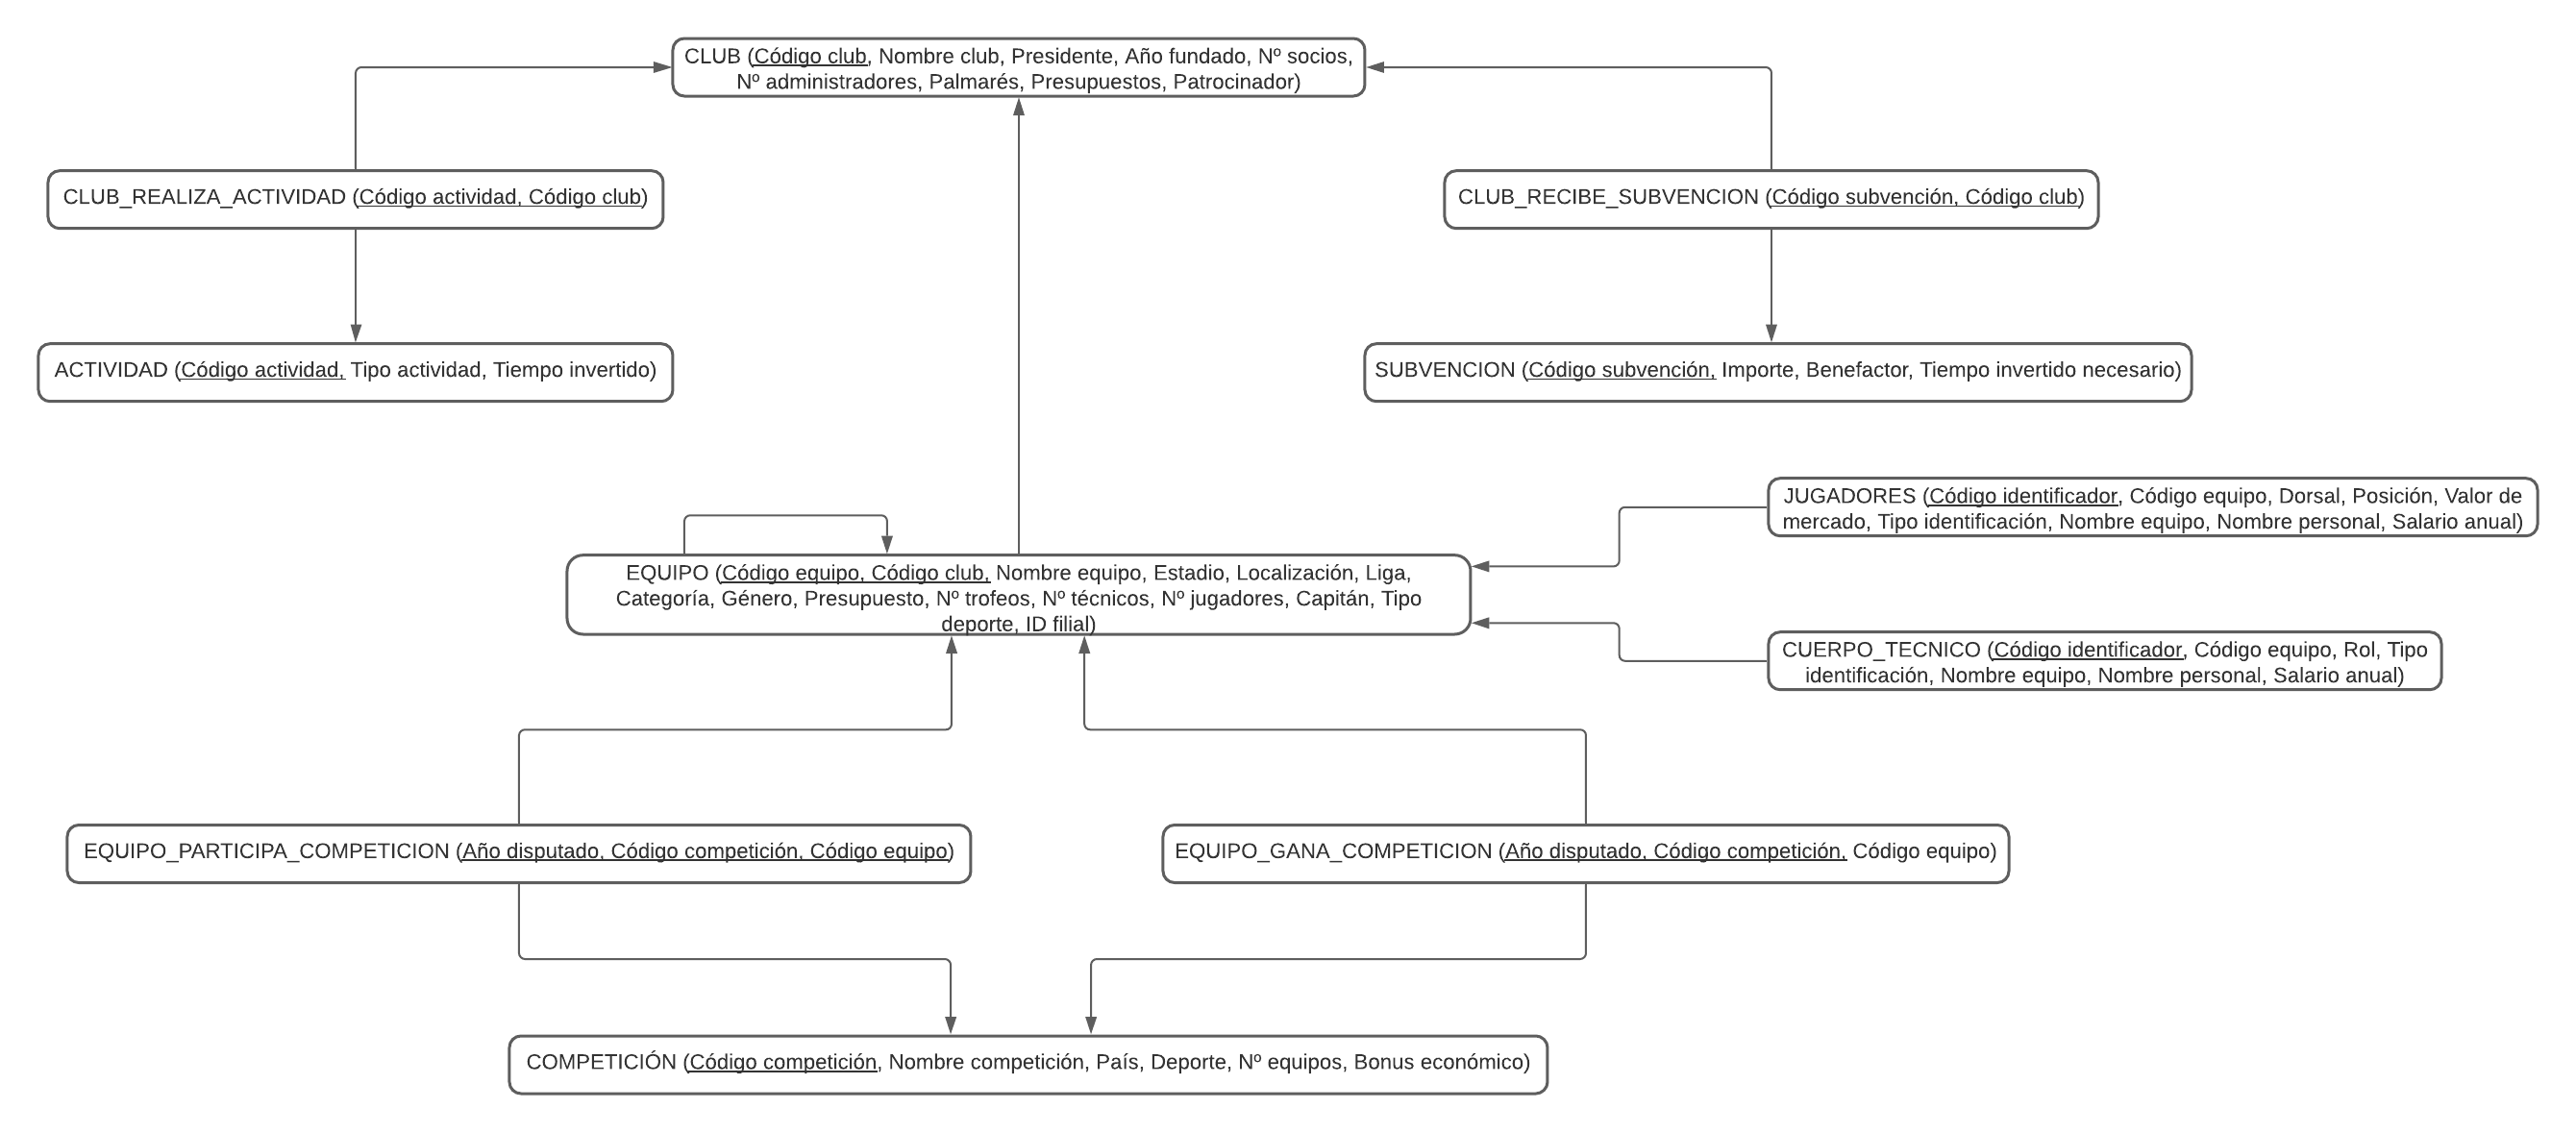 CLUB (Código club, Nombre club, Presidente, Año fundado, Nº socios,
Nº administradores, Palmarés, Presupuestos, Patrocinador)
CLUB_REALIZA_ACTIVIDAD (Código actividad, Código club)
CLUB_RECIBE_SUBVENCION (Código subvención, Código club)
ACTIVIDAD (Código actividad, Tipo actividad, Tiempo invertido)
SUBVENCION (Código subvención, Importe, Benefactor, Tiempo invertido necesario)
JUGADORES (Código identificador, Código equipo, Dorsal, Posición, Valor de
mercado, Tipo identificación, Nombre equipo, Nombre personal, Salario anual)
EQUIPO (Código equipo, Código club, Nombre equipo, Estadio, Localización, Liga,
Categoría, Género, Presupuesto, Nº trofeos, Nº técnicos, Nº jugadores, Capitán, Tipo
deporte, ID filial)
CUERPO_TECNICO (Código identificador, Código equipo, Rol, Tipo
identificación, Nombre equipo, Nombre personal, Salario anual)
EQUIPO_PARTICIPA_COMPETICION (Año disputado, Código competición, Código equipo)
EQUIPO_GANA_COMPETICION (Año disputado, Código competición, Código equipo)
COMPETICIÓN (Código competición, Nombre competición, País, Deporte, Nº equipos, Bonus económico)